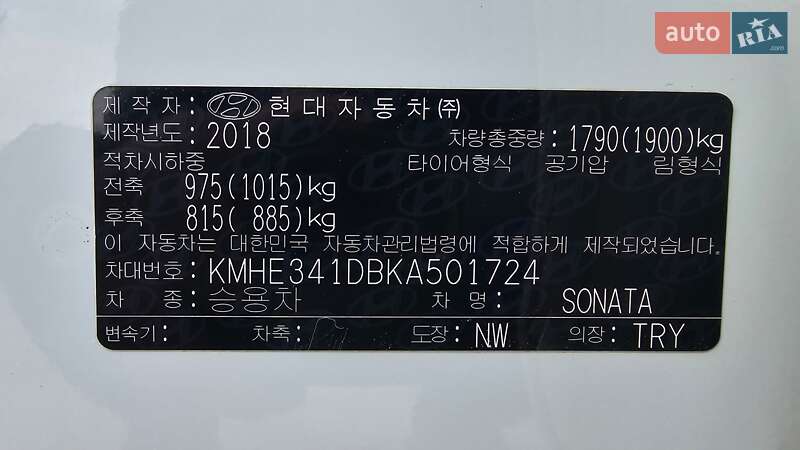 auto RIA.com
제 작 자 : 현대자동차㈜
제작년도 : 2018 차량총중량 : 1790(1900)kg
적차시하중 타이어형식 공기압 림형식
전축 975(1015)kg
후축 815( 885)kg
이 자동차는 대한민국 자동차관리법령에 적합하게 제작되었습니다.
차대번호 : KMHE341DBKA501724
차 종 : 승용차 차 명 : SONATA
변속기 : 차축 : 도장 : NW 의장 : TRY